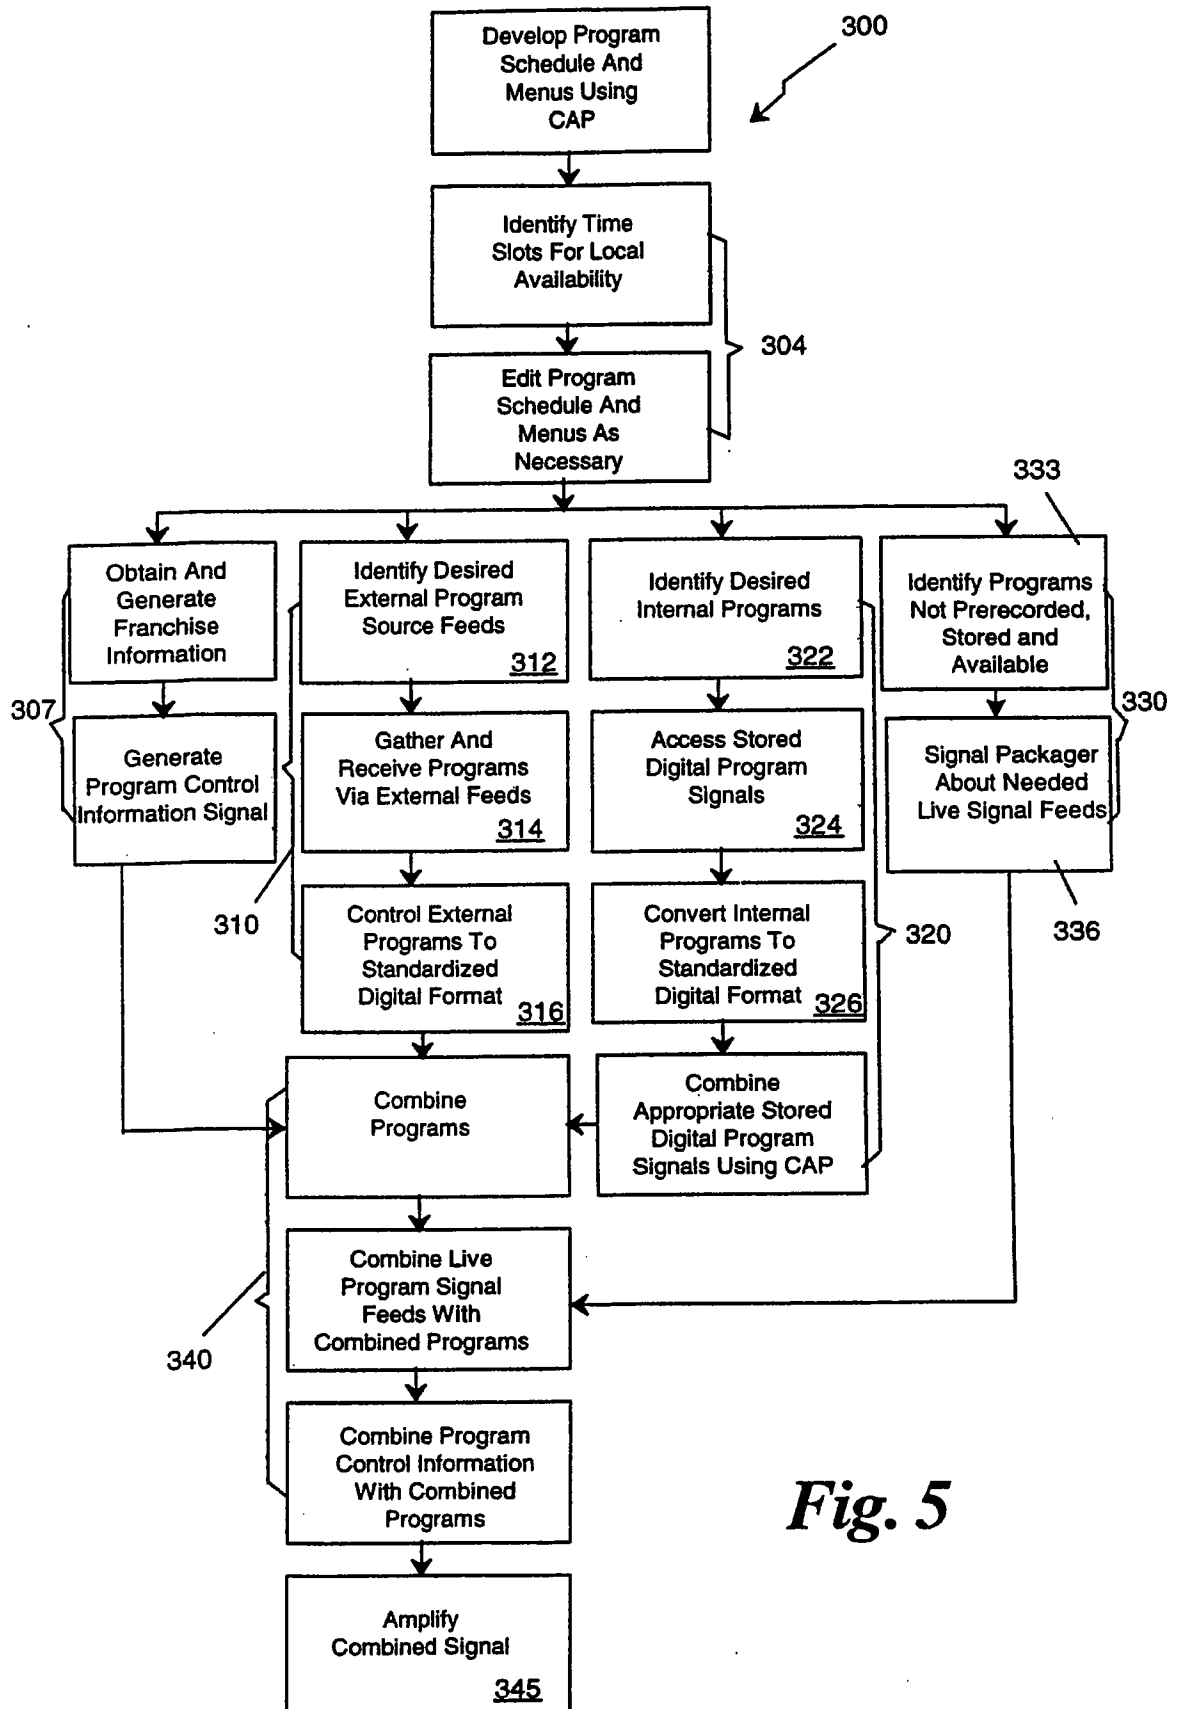 Develop Program
Schedule And
Menus Using
CAP
300
Identify Time
Slots For Local
Availability
304
Edit Program
Schedule And
Menus As
Necessary
333
Obtain And
Generate
Franchise
Information
307
Generate
Program Control
Information Signal
Identify Desired
External Program
Source Feeds
312
Gather And
Receive Programs
Via External Feeds
314
310
Control External
Programs To
Standardized
Digital Format
316
Identify Desired
Internal Programs
322
Access Stored
Digital Program
Signals
324
Convert Internal
Programs To
Standardized
Digital Format
326
320
Combine
Appropriate Stored
Digital Program
Signals Using CAP
Identify Programs
Not Prerecorded,
Stored and
Available
330
Signal Packager
About Needed
Live Signal Feeds
336
Combine
Programs
Combine Live
Program Signal
Feeds With
Combined Programs
340
Combine Program
Control Information
With Combined
Programs
Amplify
Combined Signal
345
Fig. 5